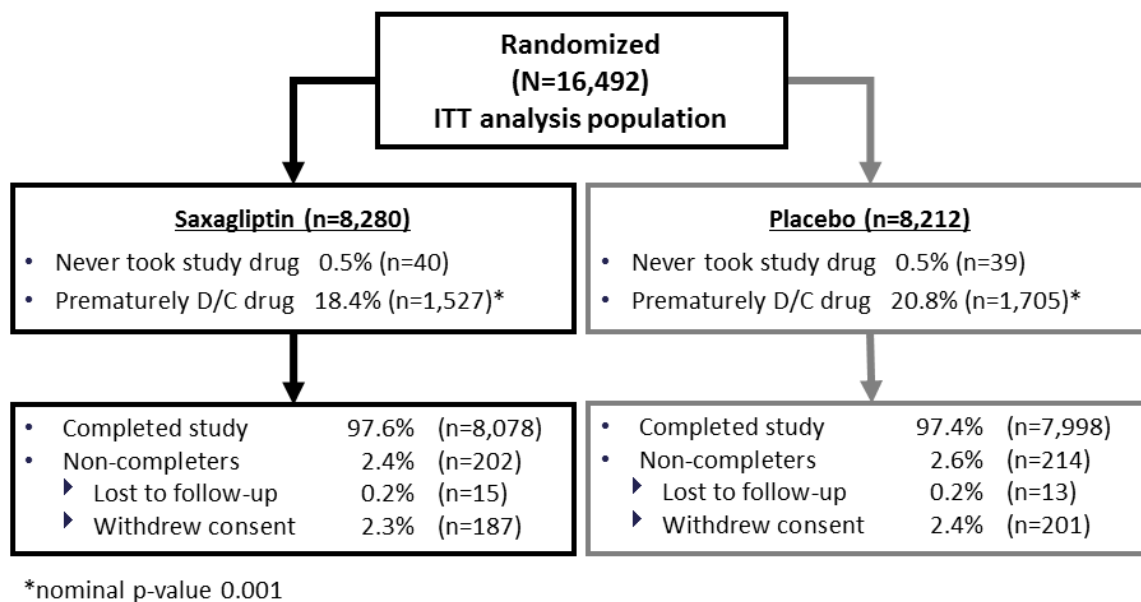 Randomized
(N=16,492)
ITT analysis population
Saxagliptin (n=8,280)
• Never took study drug 0.5% (n=40)
• Prematurely D/C drug 18.4% (n=1,527)*
Placebo (n=8,212)
• Never took study drug 0.5% (n=39)
• Prematurely D/C drug 20.8% (n=1,705)*
• Completed study 97.6% (n=8,078)
• Non-completers 2.4% (n=202)
Lost to follow-up 0.2% (n=15)
Withdrew consent 2.3% (n=187)
• Completed study 97.4% (n=7,998)
• Non-completers 2.6% (n=214)
Lost to follow-up 0.2% (n=13)
Withdrew consent 2.4% (n=201)
*nominal p-value 0.001